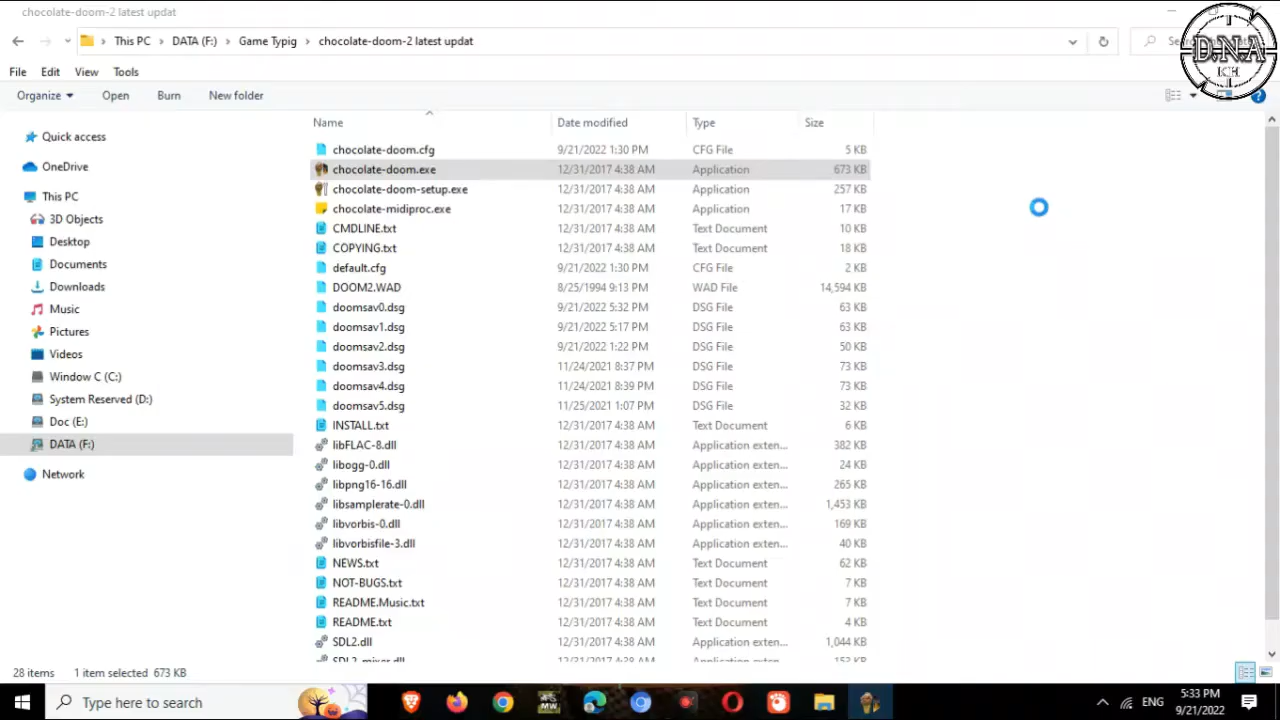 chocolate-doom-2 latest updat
This PC > DATA (F:) > Game Typig > chocolate-doom-2 latest updat
D.N.A
File Edit View Tools
Organize Open Burn New folder
Name Date modified Type Size
Quick access
OneDrive
This PC
3D Objects
Desktop
Documents
Downloads
Music
Pictures
Videos
Window C (C:)
System Reserved (D:)
Doc (E:)
DATA (F:)
Network
chocolate-doom.cfg 9/21/2022 1:30 PM CFG File 5 KB
chocolate-doom.exe 12/31/2017 4:38 AM Application 673 KB
chocolate-doom-setup.exe 12/31/2017 4:38 AM Application 257 KB
chocolate-midiproc.exe 12/31/2017 4:38 AM Application 17 KB
CMDLINE.txt 12/31/2017 4:38 AM Text Document 10 KB
COPYING.txt 12/31/2017 4:38 AM Text Document 18 KB
default.cfg 9/21/2022 1:30 PM CFG File 2 KB
DOOM2.WAD 8/25/1994 9:13 PM WAD File 14,594 KB
doomsav0.dsg 9/21/2022 5:32 PM DSG File 63 KB
doomsav1.dsg 9/21/2022 5:17 PM DSG File 63 KB
doomsav2.dsg 9/21/2022 1:22 PM DSG File 50 KB
doomsav3.dsg 11/24/2021 8:37 PM DSG File 73 KB
doomsav4.dsg 11/24/2021 8:39 PM DSG File 73 KB
doomsav5.dsg 11/25/2021 1:07 PM DSG File 32 KB
INSTALL.txt 12/31/2017 4:38 AM Text Document 6 KB
libFLAC-8.dll 12/31/2017 4:38 AM Application exten... 382 KB
libogg-0.dll 12/31/2017 4:38 AM Application exten... 24 KB
libpng16-16.dll 12/31/2017 4:38 AM Application exten... 265 KB
libsamplerate-0.dll 12/31/2017 4:38 AM Application exten... 1,453 KB
libvorbis-0.dll 12/31/2017 4:38 AM Application exten... 169 KB
libvorbisfile-3.dll 12/31/2017 4:38 AM Application exten... 40 KB
NEWS.txt 12/31/2017 4:38 AM Text Document 62 KB
NOT-BUGS.txt 12/31/2017 4:38 AM Text Document 7 KB
README.Music.txt 12/31/2017 4:38 AM Text Document 7 KB
README.txt 12/31/2017 4:38 AM Text Document 4 KB
SDL2.dll 12/31/2017 4:38 AM Application exten... 1,044 KB
SDL2_mixer.dll 12/31/2017 4:38 AM Application exten... 153 KB
28 items 1 item selected 673 KB
Type here to search
MW
ENG
5:33 PM
9/21/2022